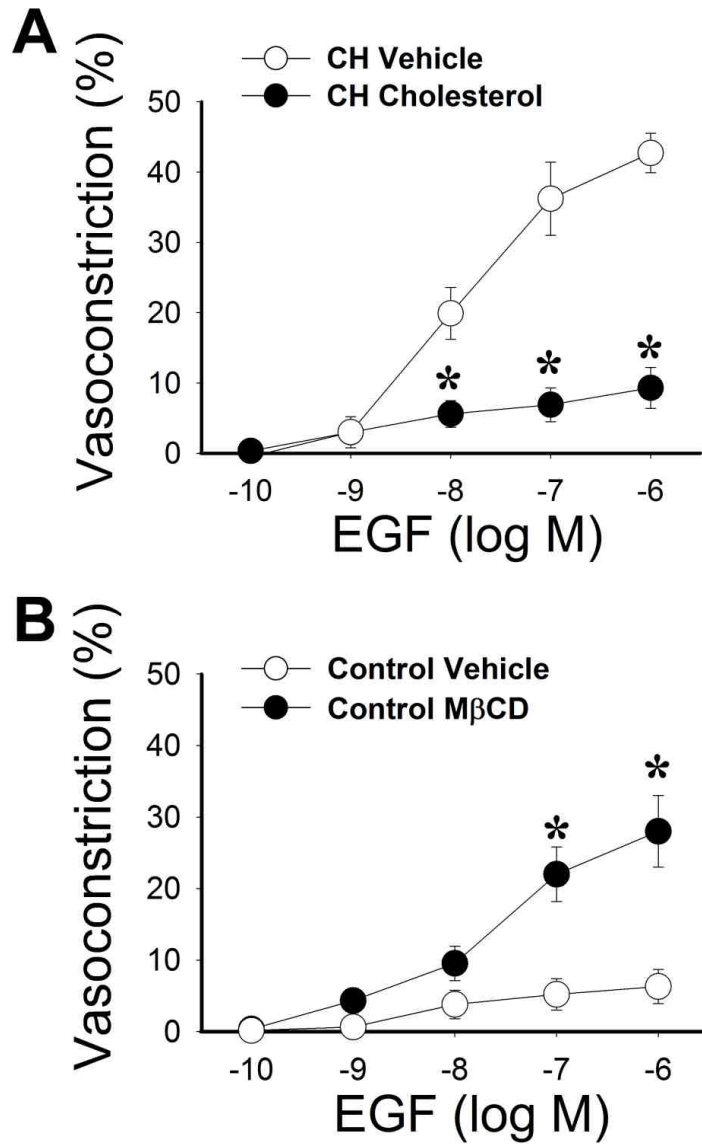 A
CH Vehicle
CH Cholesterol
Vasoconstriction (%)
50
40
30
20
10
0
*
*
*
-10 -9 -8 -7 -6
EGF (log M)
B
Control Vehicle
Control MβCD
Vasoconstriction (%)
50
40
30
20
10
0
*
*
-10 -9 -8 -7 -6
EGF (log M)